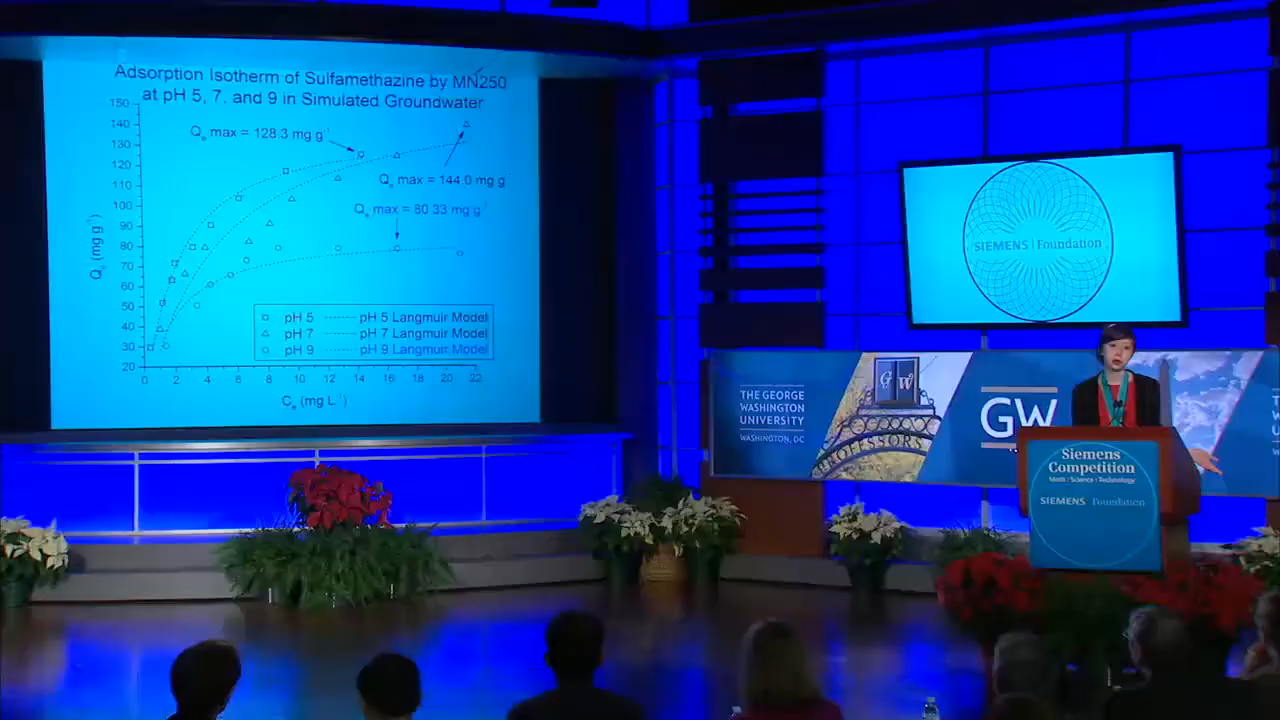 Adsorption Isotherm of Sulfamethazine by MN250
at pH 5, 7, and 9 in Simulated Groundwater
150
140
130
120
110
100
90
80
70
60
50
40
30
20
Qe (mg g-1)
Qe max = 128.3 mg g-1
Qe max = 144.0 mg g
Qe max = 80.33 mg g-1
pH 5 pH 5 Langmuir Model
pH 7 pH 7 Langmuir Model
pH 9 pH 9 Langmuir Model
0 2 4 6 8 10 12 14 16 18 20 22
Ce (mg L-1)
SIEMENS | Foundation
THE GEORGE
WASHINGTON
UNIVERSITY
WASHINGTON, DC
G W
PROFESSORS
GW
Siemens
Competition
Math : Science : Technology
SIEMENS Foundation